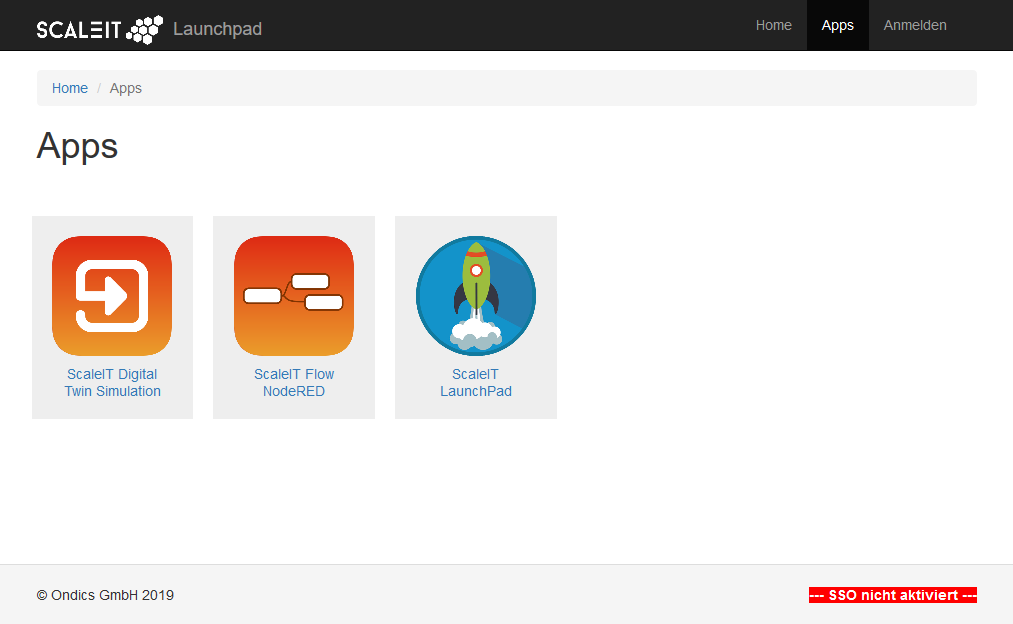 SCALEIT Launchpad Home Apps Anmelden
Home / Apps
Apps
ScaleIT Digital
Twin Simulation
ScaleIT Flow
NodeRED
ScaleIT
LaunchPad
© Ondics GmbH 2019
--- SSO nicht aktiviert ---